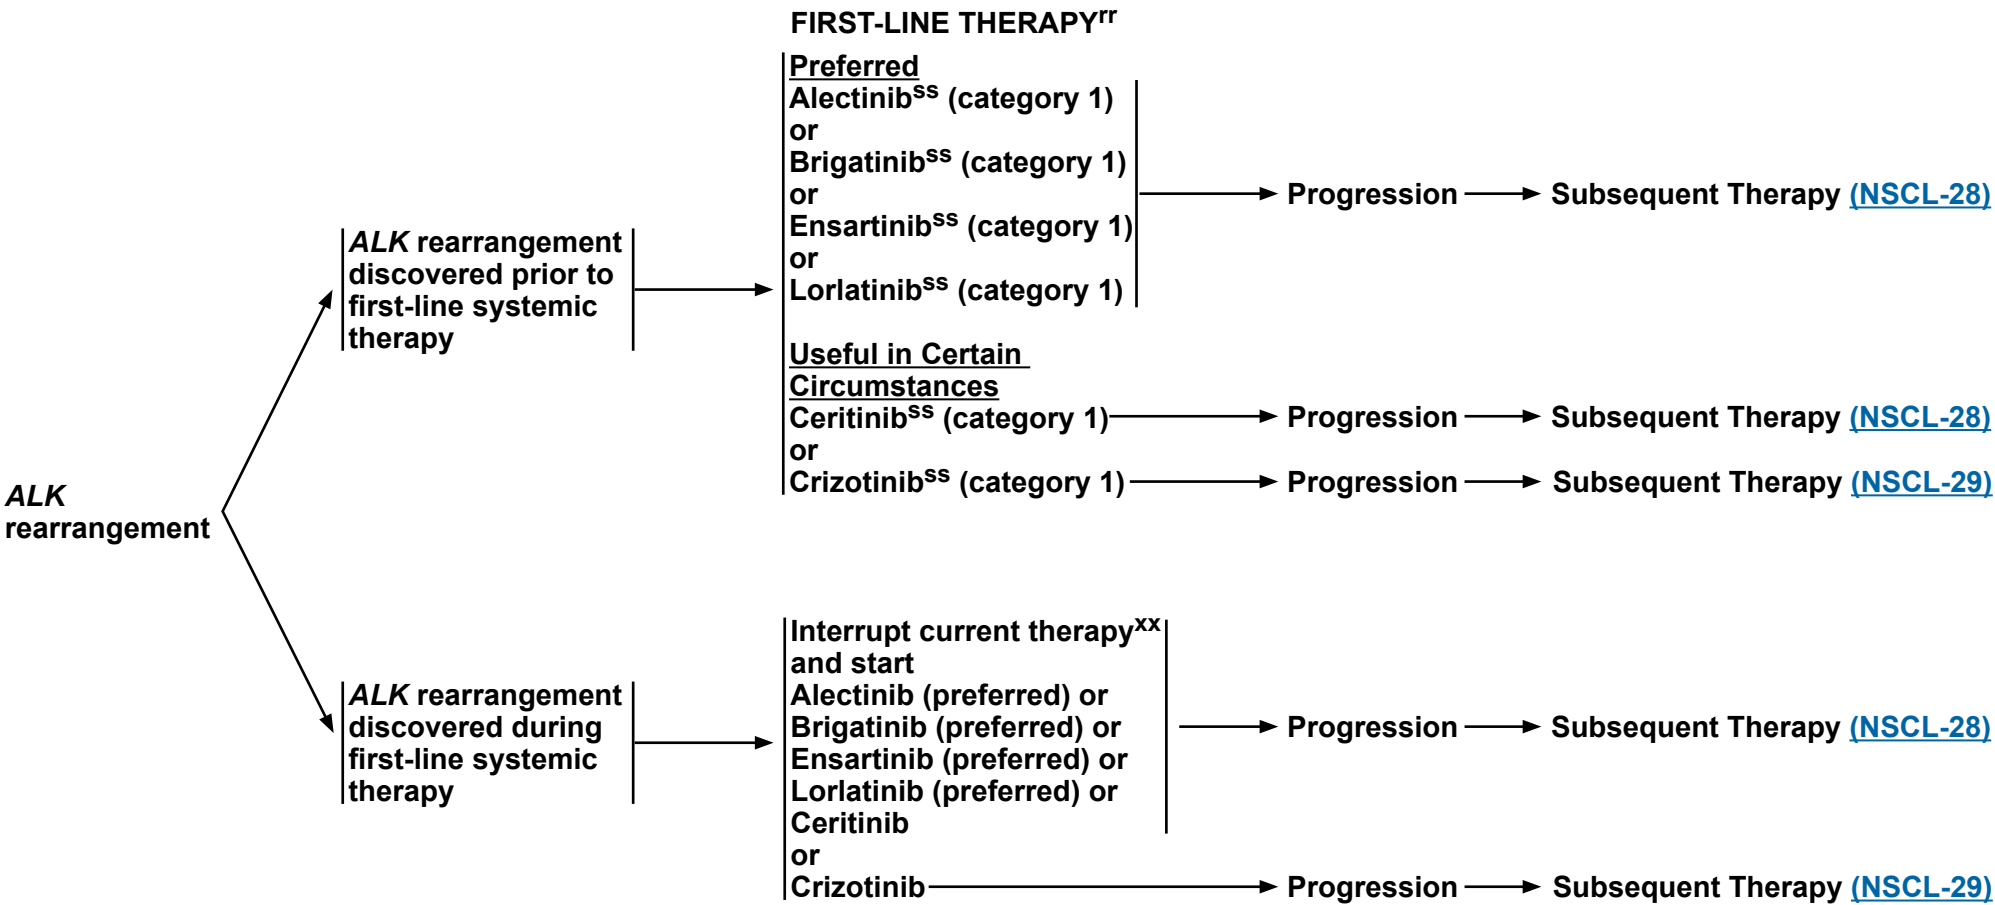 FIRST-LINE THERAPYrr
Preferred
Alectinibss (category 1)
or
Brigatinibss (category 1)
or
Ensartinibss (category 1)
or
Lorlatinibss (category 1)
Progression
Subsequent Therapy (NSCL-28)
ALK rearrangement
discovered prior to
first-line systemic
therapy
Useful in Certain
Circumstances
Ceritinibss (category 1)
Progression
Subsequent Therapy (NSCL-28)
or
Crizotinibss (category 1)
Progression
Subsequent Therapy (NSCL-29)
ALK
rearrangement
ALK rearrangement
discovered during
first-line systemic
therapy
Interrupt current therapyxx
and start
Alectinib (preferred) or
Brigatinib (preferred) or
Ensartinib (preferred) or
Lorlatinib (preferred) or
Ceritinib
Progression
Subsequent Therapy (NSCL-28)
or
Crizotinib
Progression
Subsequent Therapy (NSCL-29)